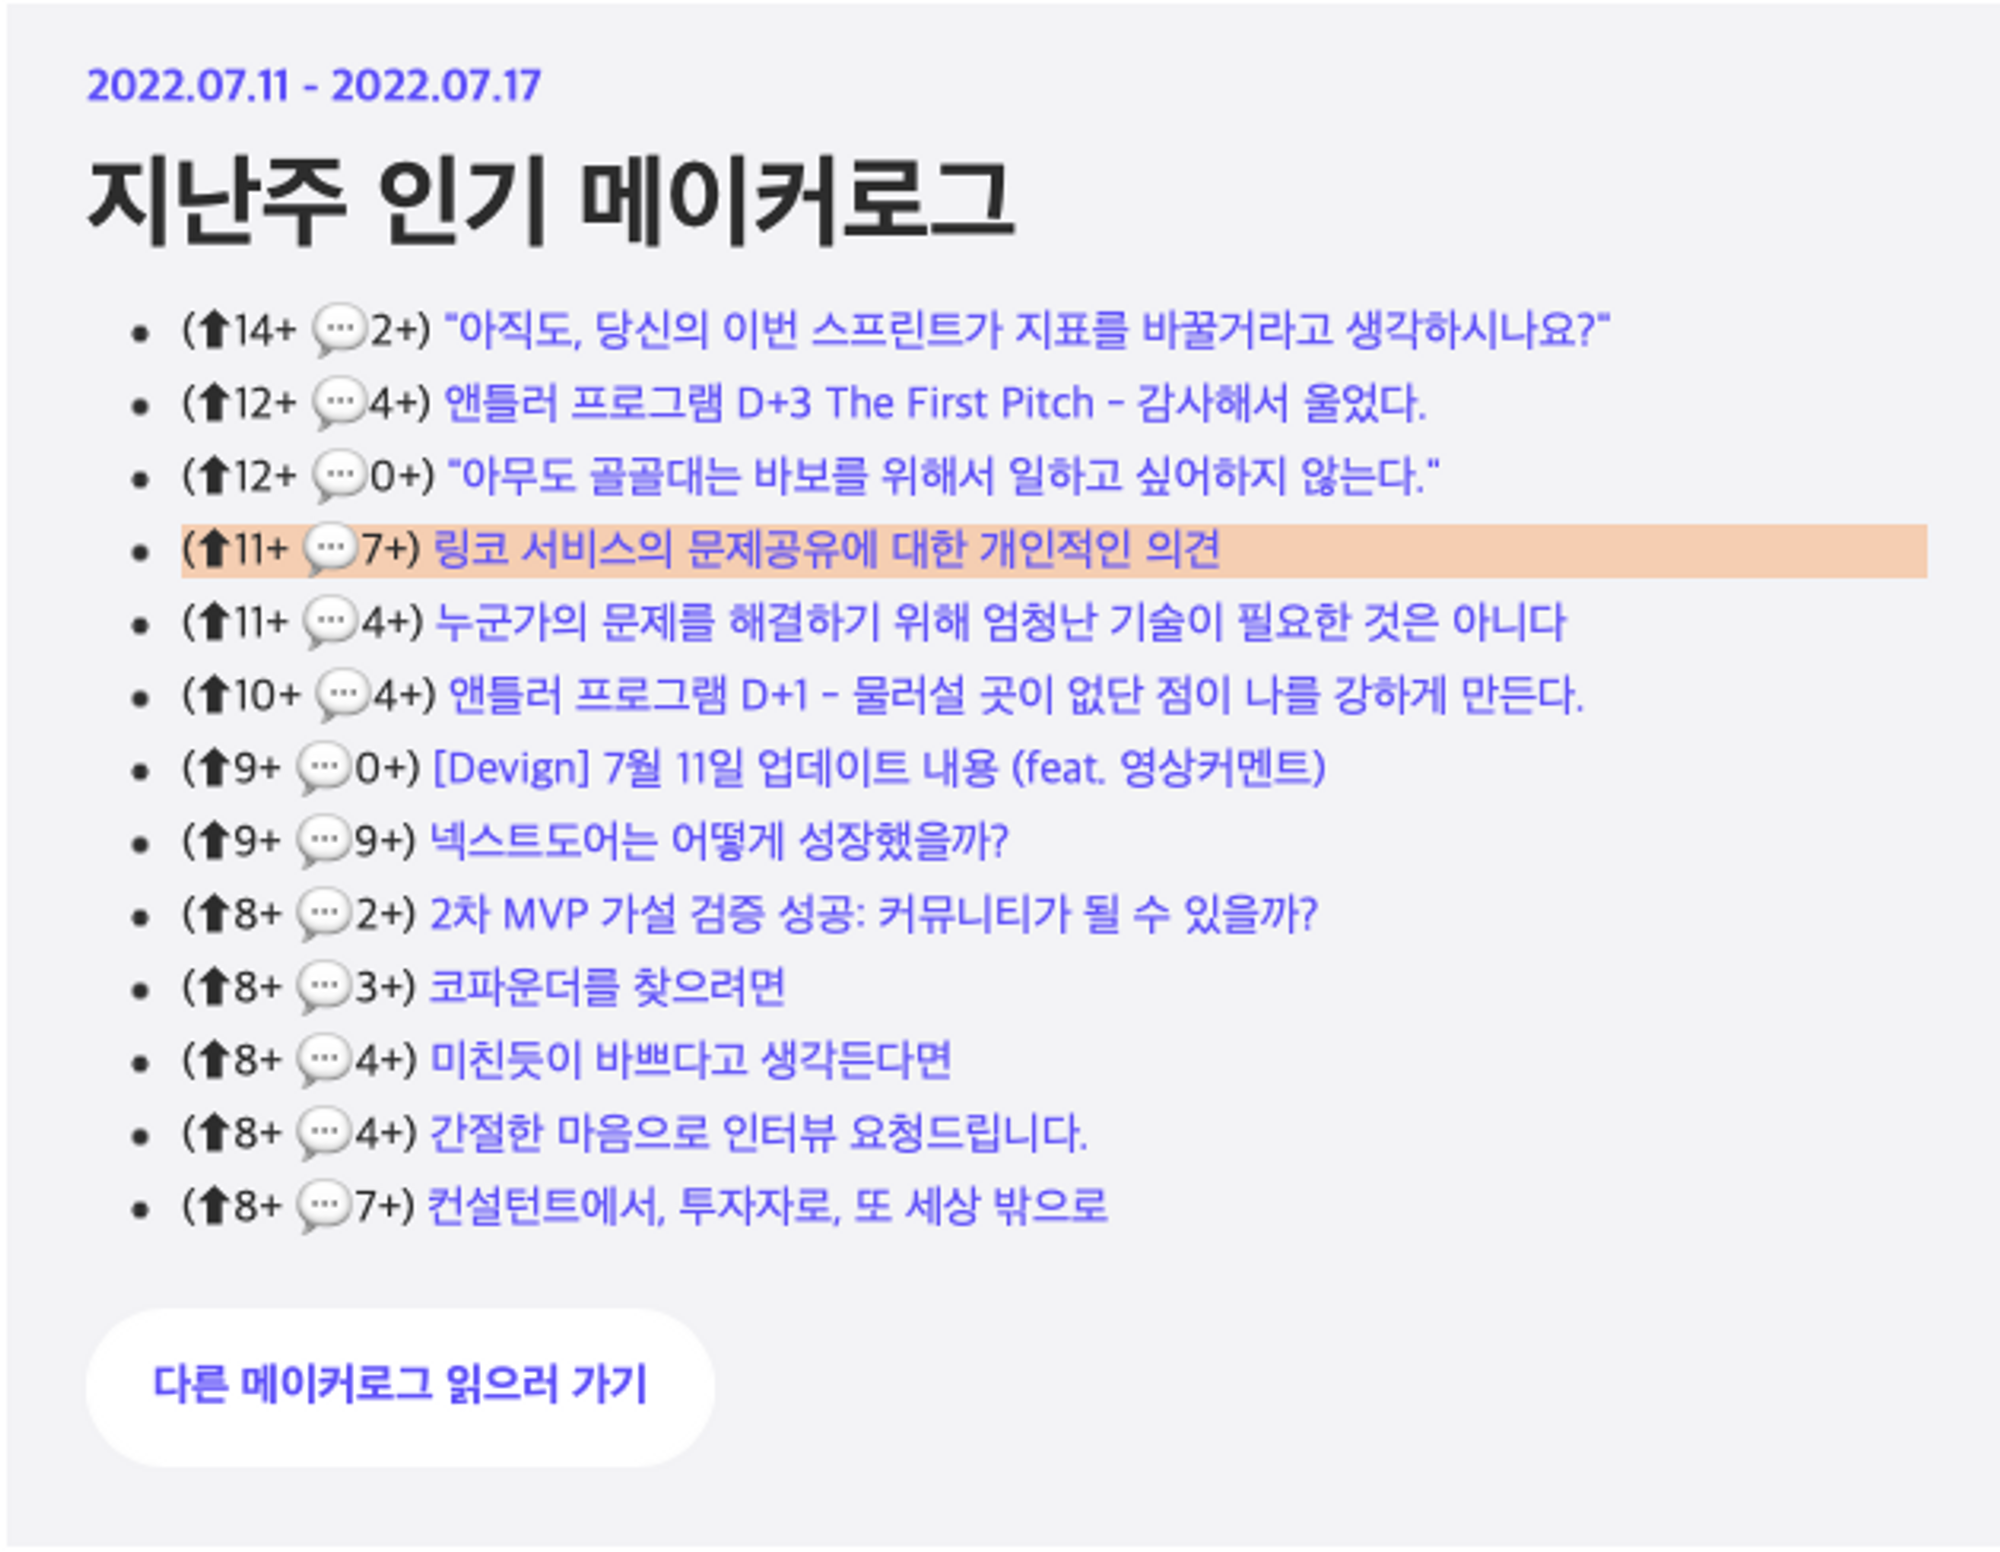 2022.07.11 - 2022.07.17
지난주 인기 메이커로그
• (⬆14+ 💬2+) "아직도, 당신의 이번 스프린트가 지표를 바꿀거라고 생각하시나요?"
• (⬆12+ 💬4+) 앤틀러 프로그램 D+3 The First Pitch - 감사해서 울었다.
• (⬆12+ 💬0+) "아무도 골골대는 바보를 위해서 일하고 싶어하지 않는다."
• (⬆11+ 💬7+) 링코 서비스의 문제공유에 대한 개인적인 의견
• (⬆11+ 💬4+) 누군가의 문제를 해결하기 위해 엄청난 기술이 필요한 것은 아니다
• (⬆10+ 💬4+) 앤틀러 프로그램 D+1 - 물러설 곳이 없단 점이 나를 강하게 만든다.
• (⬆9+ 💬0+) [Devign] 7월 11일 업데이트 내용 (feat. 영상커멘트)
• (⬆9+ 💬9+) 넥스트도어는 어떻게 성장했을까?
• (⬆8+ 💬2+) 2차 MVP 가설 검증 성공: 커뮤니티가 될 수 있을까?
• (⬆8+ 💬3+) 코파운더를 찾으려면
• (⬆8+ 💬4+) 미친듯이 바쁘다고 생각든다면
• (⬆8+ 💬4+) 간절한 마음으로 인터뷰 요청드립니다.
• (⬆8+ 💬7+) 컨설턴트에서, 투자자로, 또 세상 밖으로
다른 메이커로그 읽으러 가기